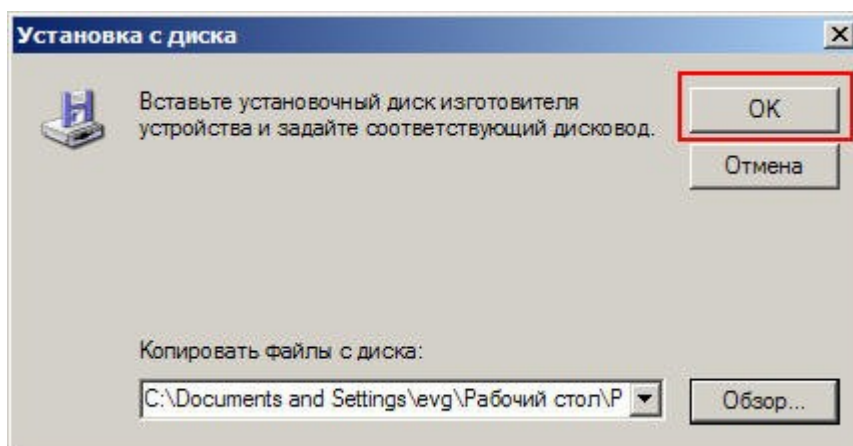 Установка с диска
Вставьте установочный диск изготовителя
устройства и задайте соответствующий дисковод.
OK
Отмена
Копировать файлы с диска:
C:\Documents and Settings\evg\Рабочий стол\P
Обзор...